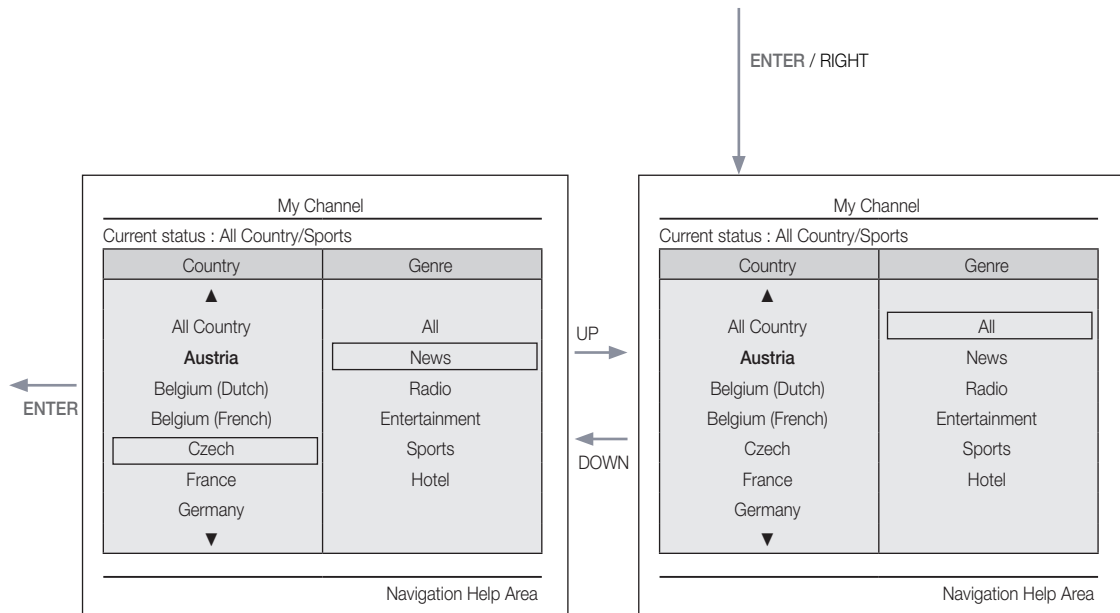 ENTER / RIGHT
My Channel
Current status : All Country/Sports
Country Genre
▲
All Country All
Austria News
Belgium (Dutch) Radio
Belgium (French) Entertainment
Czech Sports
France Hotel
Germany
▼
Navigation Help Area
ENTER
UP
DOWN
My Channel
Current status : All Country/Sports
Country Genre
▲
All Country All
Austria News
Belgium (Dutch) Radio
Belgium (French) Entertainment
Czech Sports
France Hotel
Germany
▼
Navigation Help Area